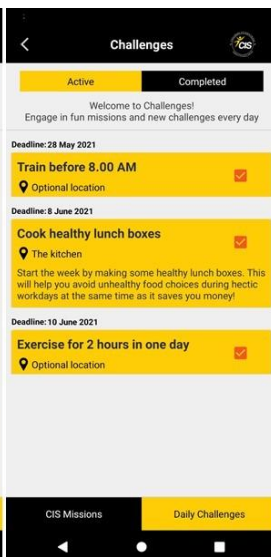 Challenges
CIS
Active
Completed
Welcome to Challenges!
Engage in fun missions and new challenges every day
Deadline: 28 May 2021
Train before 8.00 AM
Optional location
Deadline: 8 June 2021
Cook healthy lunch boxes
The kitchen
Start the week by making some healthy lunch boxes. This
will help you avoid unhealthy food choices during hectic
workdays at the same time as it saves you money!
Deadline: 10 June 2021
Exercise for 2 hours in one day
Optional location
CIS Missions
Daily Challenges